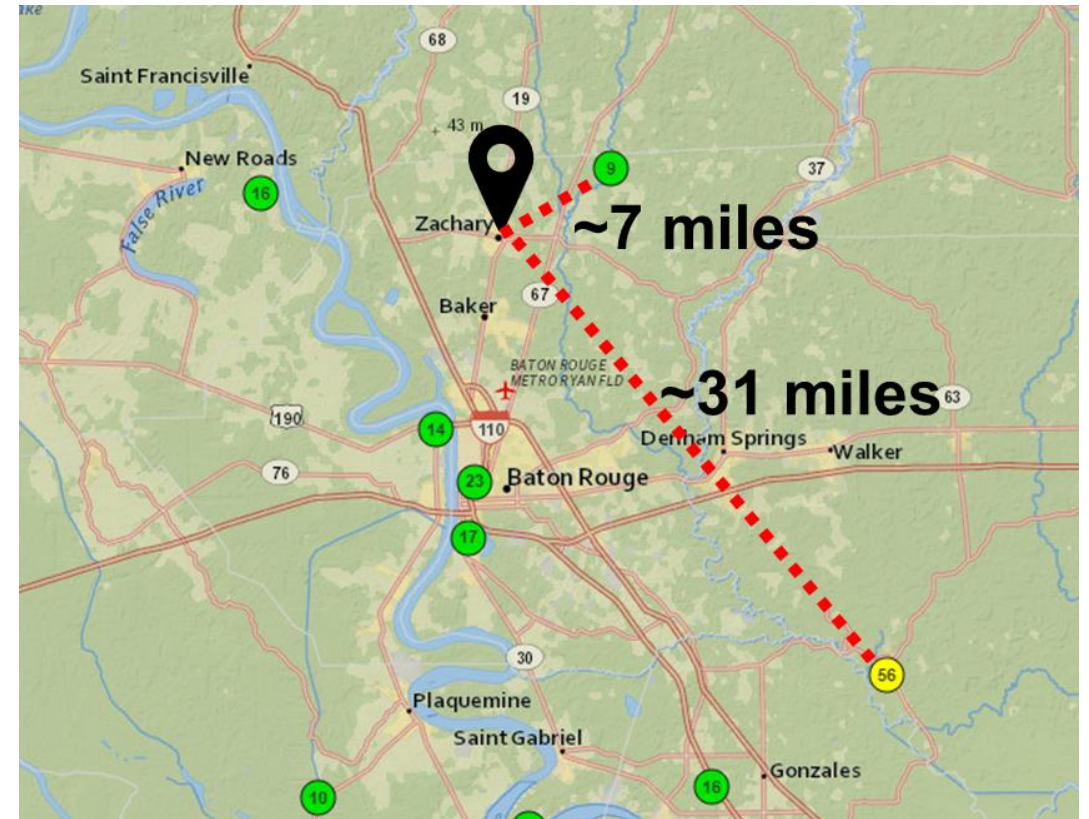 68
Saint Francisville
19
43 m
New Roads
16
9
37
False River
Zachary
~7 miles
67
Baker
BATON ROUGE
METRO RYAN FLD
~31 miles
63
190
14
110
Denham Springs
Walker
76
23
Baton Rouge
17
30
56
Plaquemine
Saint Gabriel
Gonzales
10
16